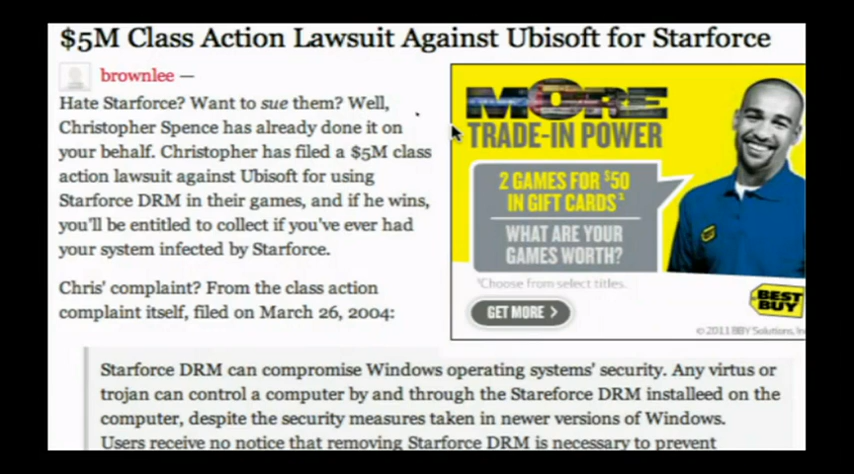 $5M Class Action Lawsuit Against Ubisoft for Starforce
brownlee —
Hate Starforce? Want to sue them? Well,
Christopher Spence has already done it on
your behalf. Christopher has filed a $5M class
action lawsuit against Ubisoft for using
Starforce DRM in their games, and if he wins,
you'll be entitled to collect if you've ever had
your system infected by Starforce.
Chris' complaint? From the class action
complaint itself, filed on March 26, 2004:
MORE
TRADE-IN POWER
2 GAMES FOR $50
IN GIFT CARDS¹
WHAT ARE YOUR
GAMES WORTH?
¹Choose from select titles.
GET MORE >
BEST
BUY
© 2011 BBY Solutions,
Starforce DRM can compromise Windows operating systems' security. Any virtus or
trojan can control a computer by and through the Stareforce DRM installeed on the
computer, despite the security measures taken in newer versions of Windows.
Users receive no notice that removing Starforce DRM is necessary to prevent